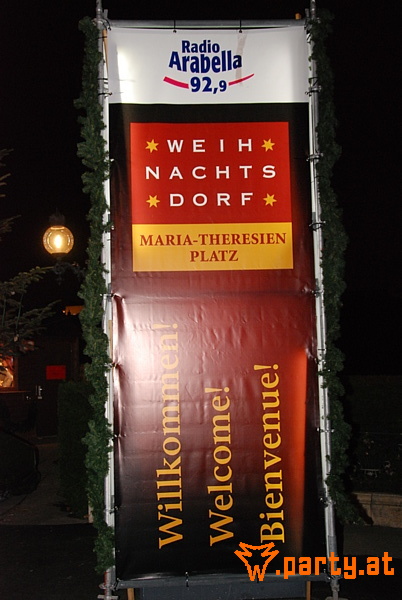 Radio
Arabella
92,9
WEIH
NACHTS
DORF
MARIA-THERESIEN
PLATZ
Willkommen!
Welcome!
Bienvenue!
w.party.at